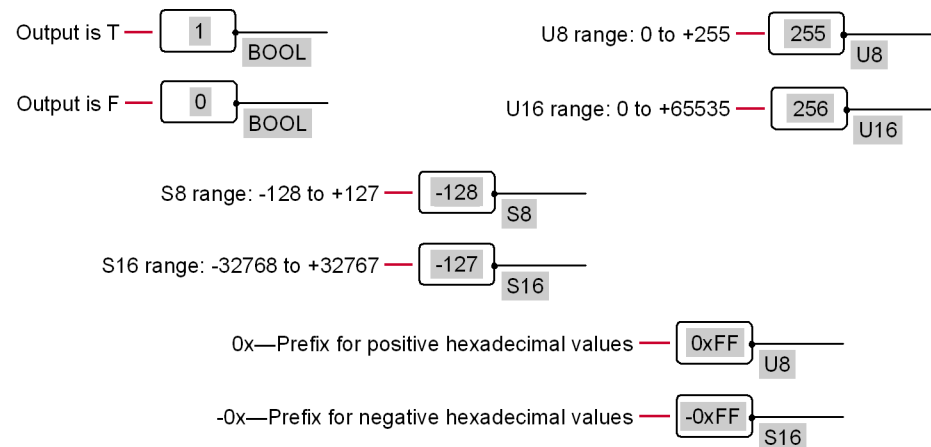 Output is T 1 BOOL
U8 range: 0 to +255 255 U8
Output is F 0 BOOL
U16 range: 0 to +65535 256 U16
S8 range: -128 to +127 -128 S8
S16 range: -32768 to +32767 -127 S16
0x—Prefix for positive hexadecimal values 0xFF U8
-0x—Prefix for negative hexadecimal values -0xFF S16